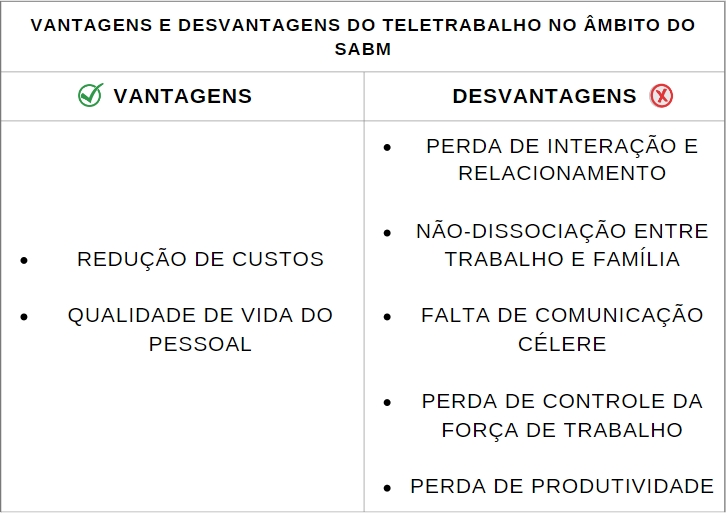 VANTAGENS E DESVANTAGENS DO TELETRABALHO NO ÂMBITO DO
SABM
VANTAGENS
DESVANTAGENS
• REDUÇÃO DE CUSTOS
• QUALIDADE DE VIDA DO
PESSOAL
• PERDA DE INTERAÇÃO E
RELACIONAMENTO
• NÃO-DISSOCIAÇÃO ENTRE
TRABALHO E FAMÍLIA
• FALTA DE COMUNICAÇÃO
CÉLERE
• PERDA DE CONTROLE DA
FORÇA DE TRABALHO
• PERDA DE PRODUTIVIDADE